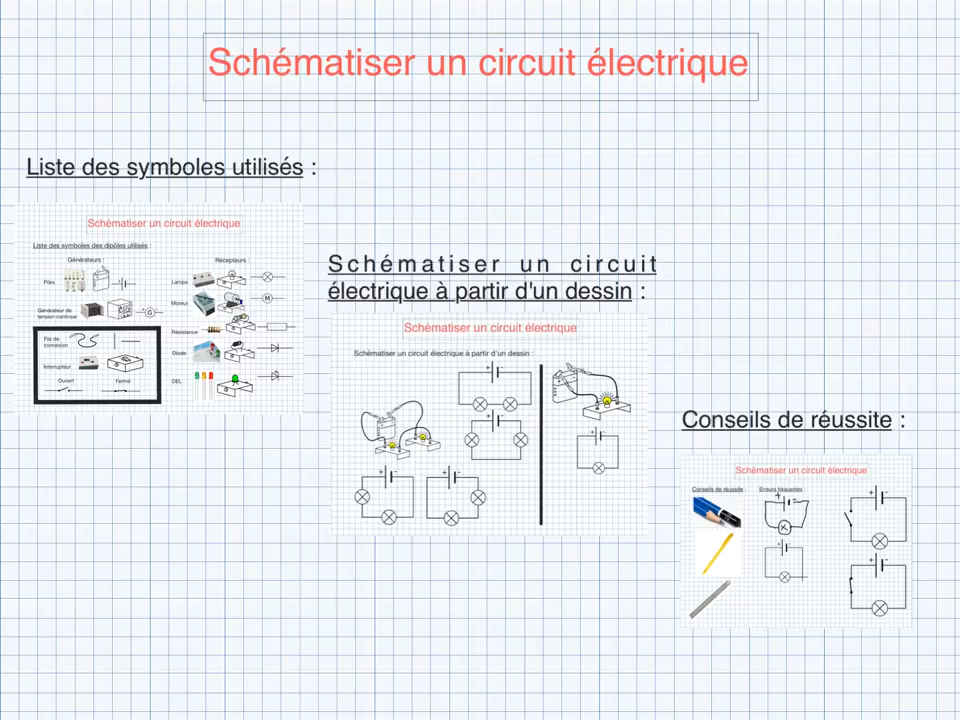 Schématiser un circuit électrique
Liste des symboles utilisés :
Schématiser un circuit électrique
Liste des symboles des dipôles utilisés :
Générateurs :
Récepteurs :
Piles
Lampe
Générateur de
tension continue
G
Moteur
M
Fils de
connexion
Résistance
Interrupteur
Diode
Ouvert
Fermé
DEL
Schématiser un circuit
électrique à partir d'un dessin :
Schématiser un circuit électrique
Schématiser un circuit électrique à partir d'un dessin :
+ -
+ -
+ -
+ -
+ -
Conseils de réussite :
Schématiser un circuit électrique
Conseils de réussite :
Erreurs fréquentes :
+ -
+ -
+ -
+ -